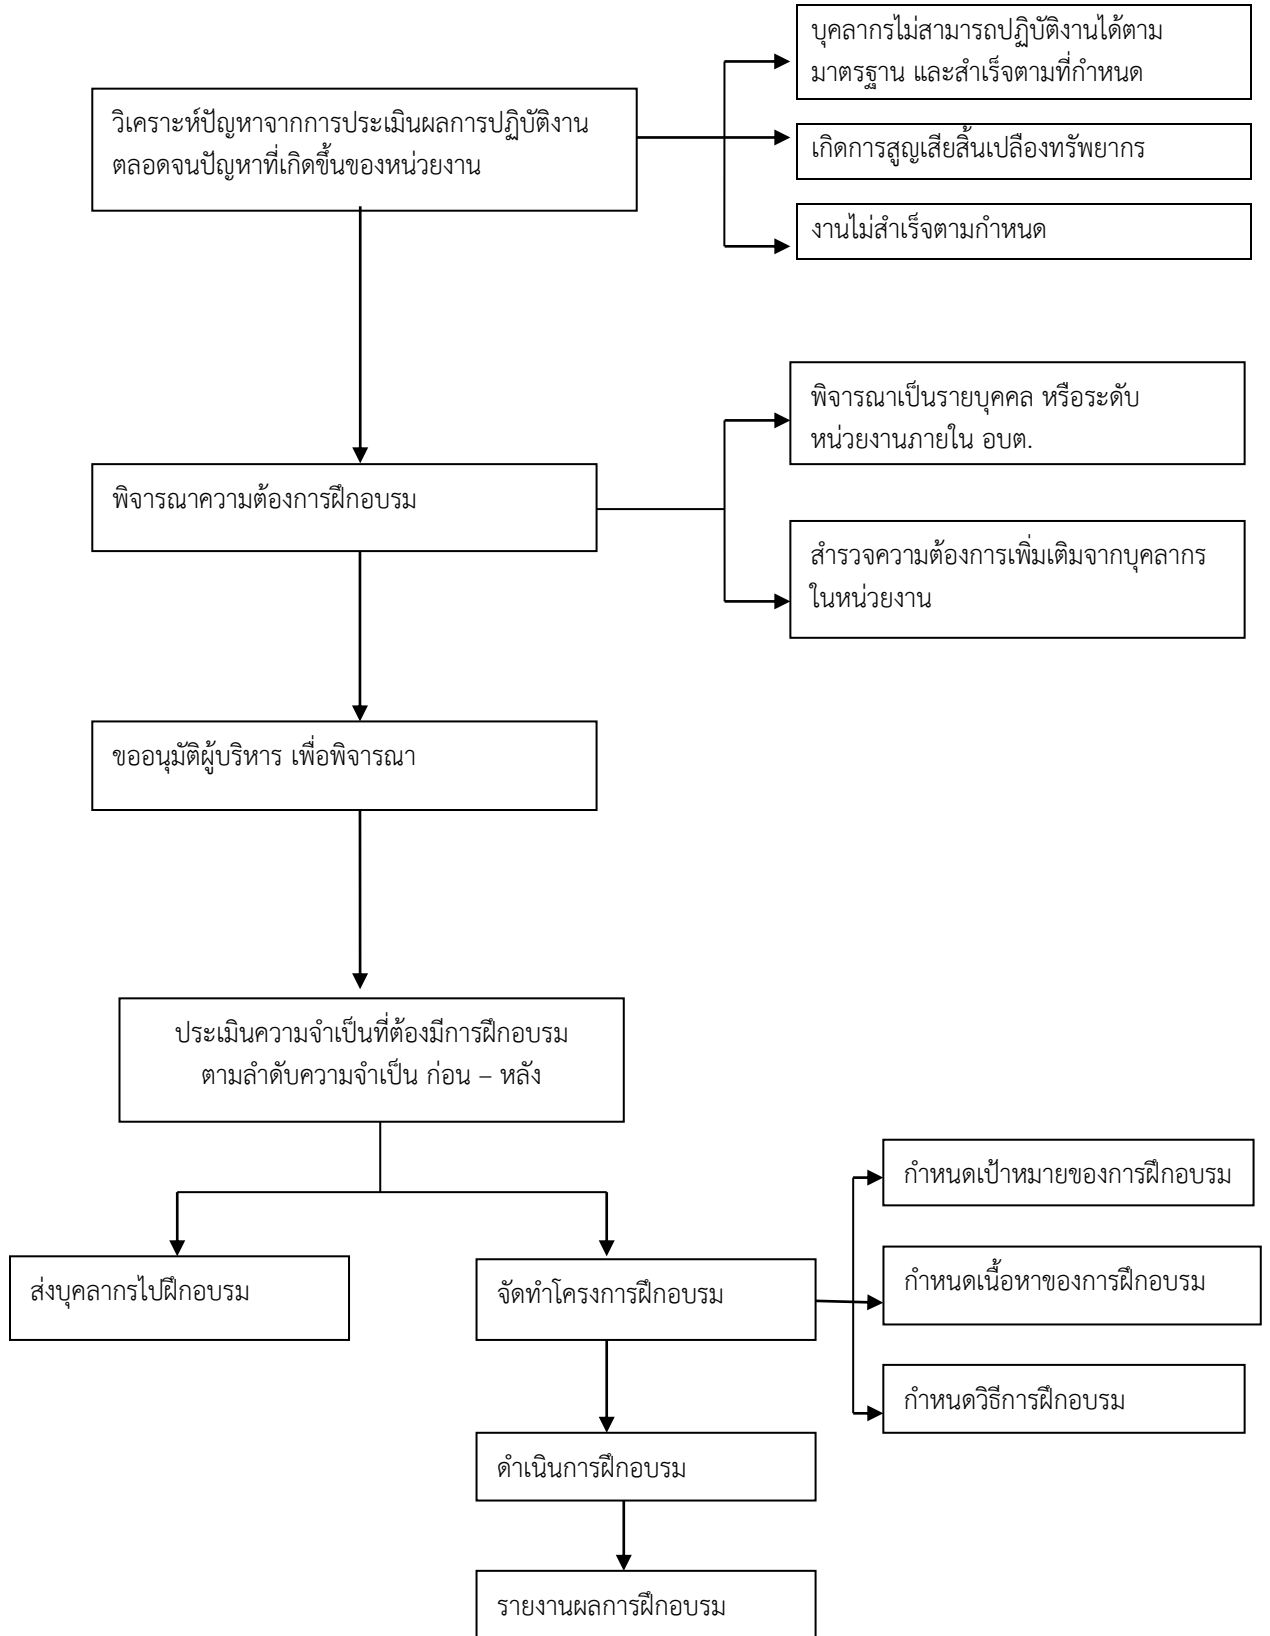 บุคลากรไม่สามารถปฏิบัติงานได้ตาม
มาตรฐาน และสำเร็จตามที่กำหนด
วิเคราะห์ปัญหาจากการประเมินผลการปฏิบัติงาน
ตลอดจนปัญหาที่เกิดขึ้นของหน่วยงาน
เกิดการสูญเสียสิ้นเปลืองทรัพยากร
งานไม่สำเร็จตามกำหนด
พิจารณาเป็นรายบุคคล หรือระดับ
หน่วยงานภายใน อบต.
พิจารณาความต้องการฝึกอบรม
สำรวจความต้องการเพิ่มเติมจากบุคลากร
ในหน่วยงาน
ขออนุมัติผู้บริหาร เพื่อพิจารณา
ประเมินความจำเป็นที่ต้องมีการฝึกอบรม
ตามลำดับความจำเป็น ก่อน – หลัง
ส่งบุคลากรไปฝึกอบรม
จัดทำโครงการฝึกอบรม
กำหนดเป้าหมายของการฝึกอบรม
กำหนดเนื้อหาของการฝึกอบรม
กำหนดวิธีการฝึกอบรม
ดำเนินการฝึกอบรม
รายงานผลการฝึกอบรม